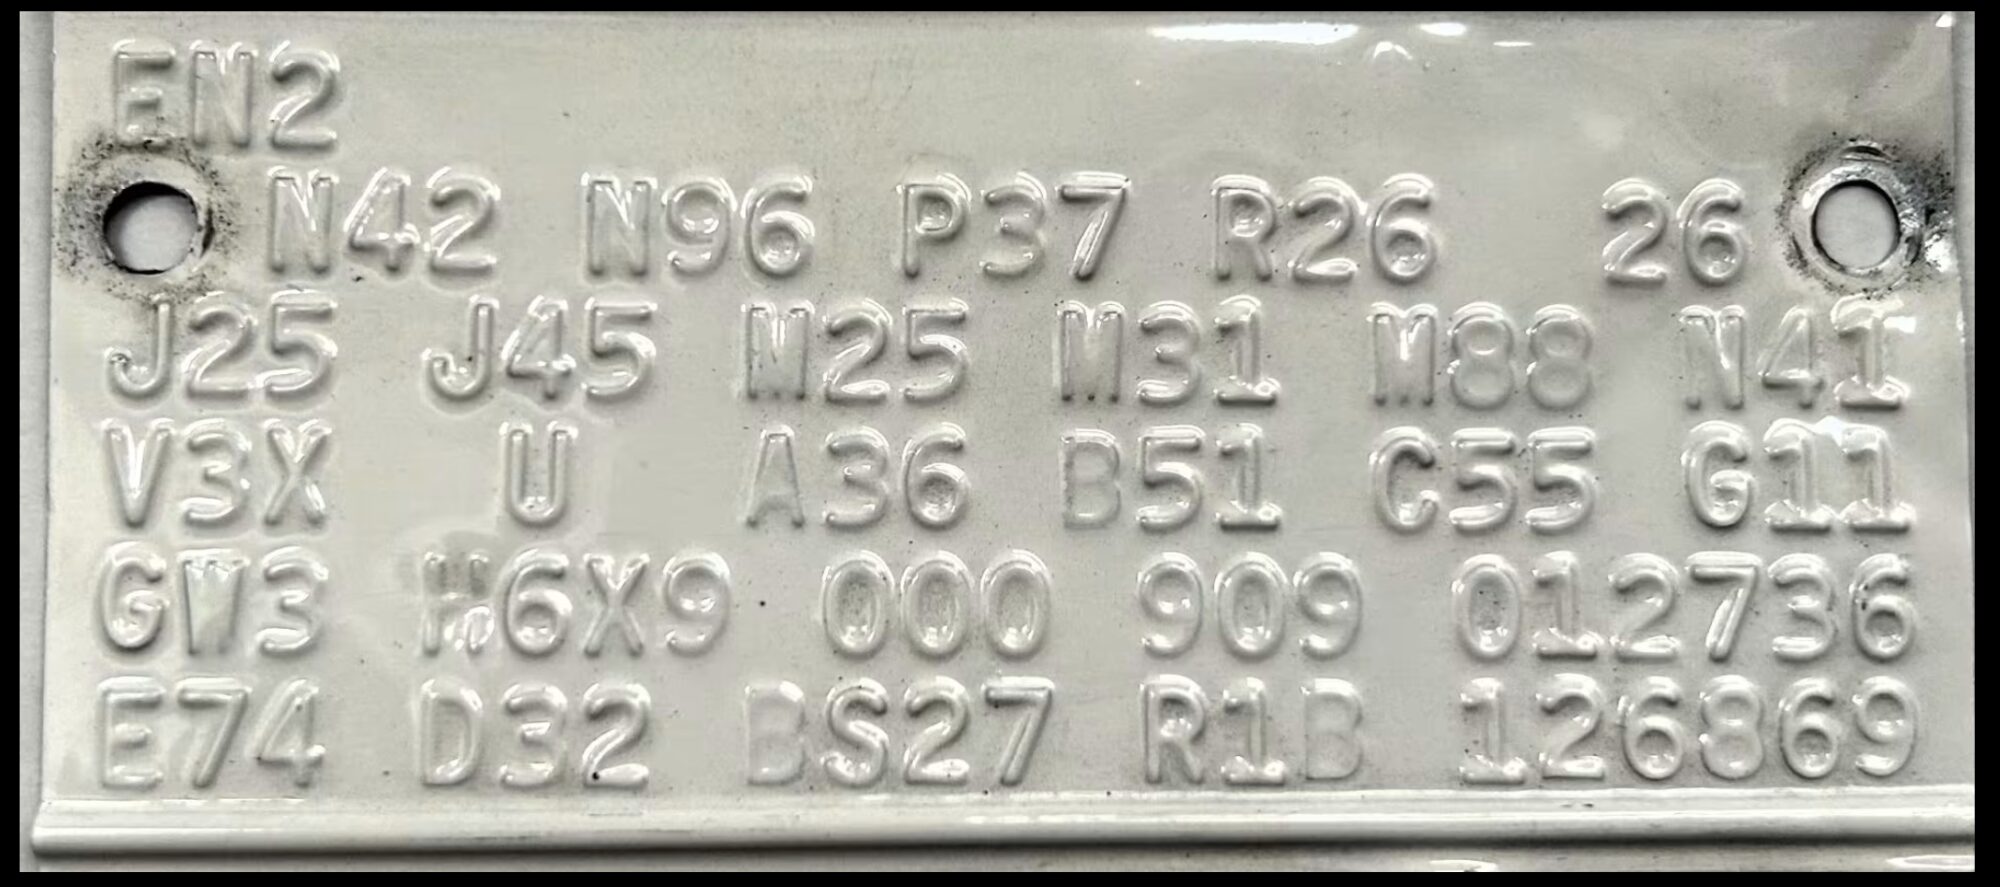 EN2
N42 N96 P37 R26 26
J25 J45 M25 M31 M88 N41
V3X U A36 B51 C55 G11
GW3 H6X9 000 909 012736
E74 D32 BS27 R1B 126869